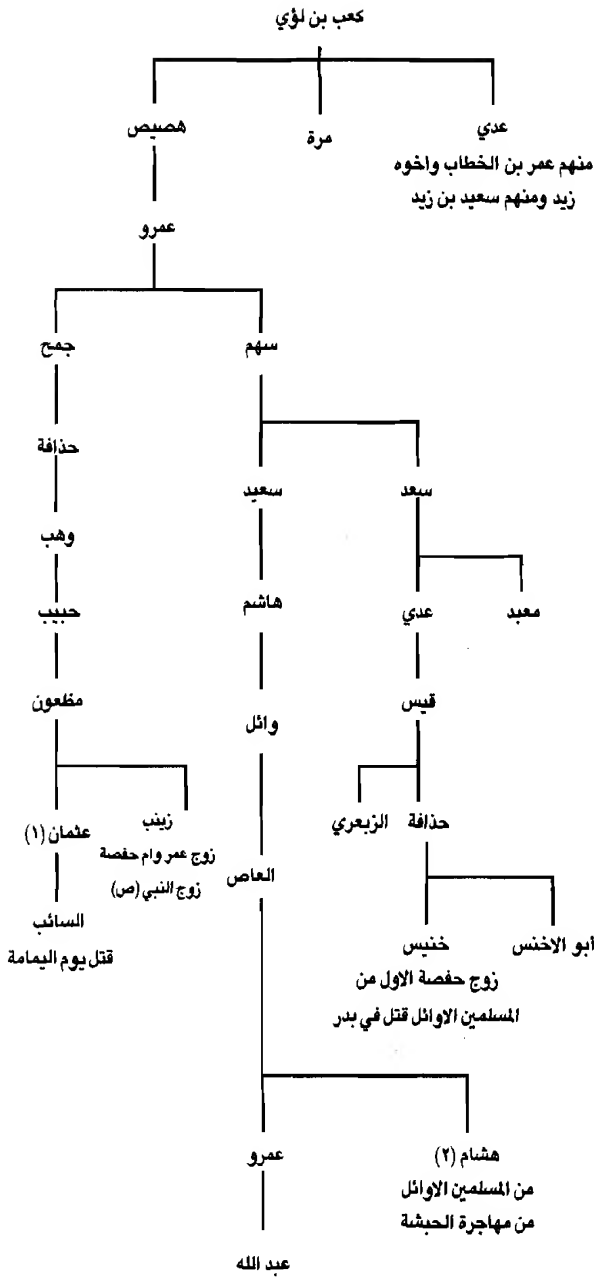 كعب بن لؤي
عدي
مرة
هصيص
منهم عمر بن الخطاب واخوه
زيد ومنهم سعيد بن زيد
عمرو
سهم
جمح
حذافة
سعد
سعيد
وهب
معبد
عدي
هاشم
حبيب
قيس
وائل
مظعون
حذافة
الزبعري
زينب
عثمان (١)
زوج عمر وام حفصة
زوج النبي (ص)
العاص
السائب
قتل يوم اليمامة
أبو الاخنس
خنيس
زوج حفصة الاول من
المسلمين الاوائل قتل في بدر
هشام (٢)
عمرو
من المسلمين الاوائل
من مهاجرة الحبشة
عبد الله